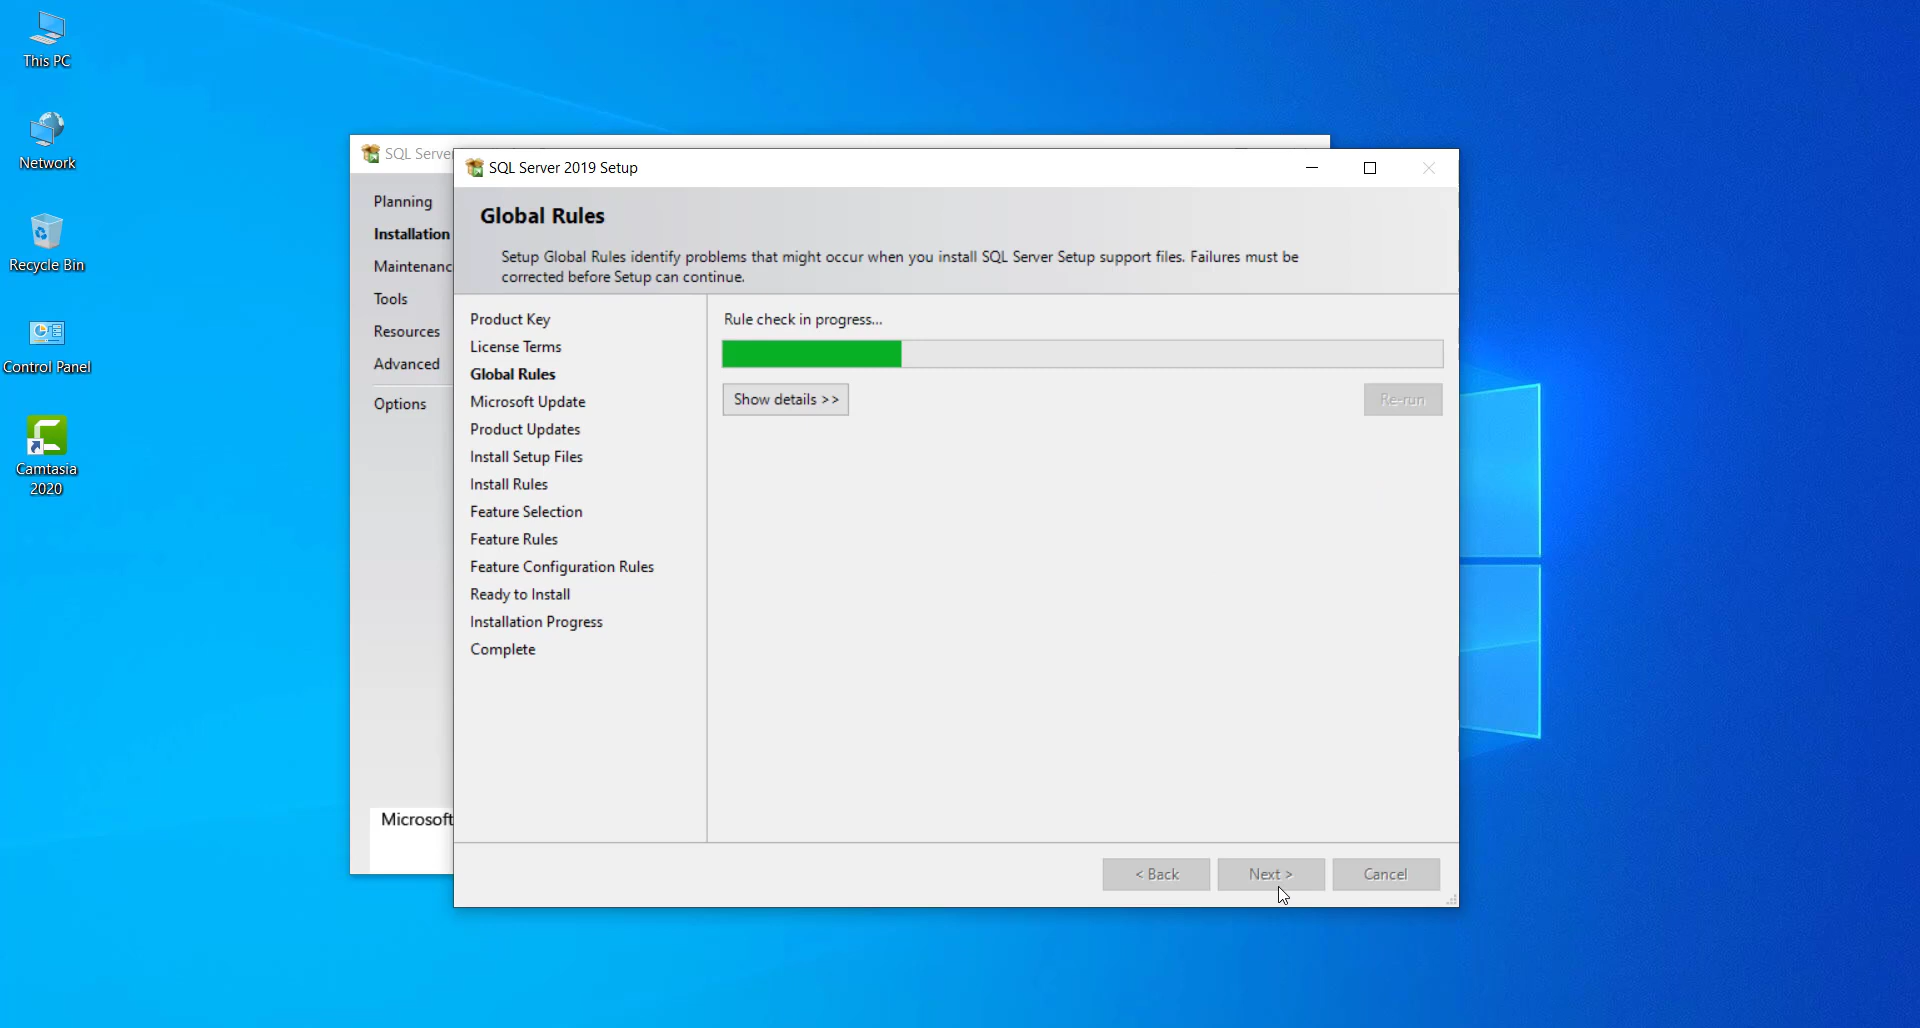 This PC
Network
Recycle Bin
Control Panel
Camtasia
2020
SQL Serve
Planning
Installation
Maintenanc
Tools
Resources
Advanced
Options
Microsoft
SQL Server 2019 Setup
Global Rules
Setup Global Rules identify problems that might occur when you install SQL Server Setup support files. Failures must be
corrected before Setup can continue.
Product Key
License Terms
Global Rules
Microsoft Update
Product Updates
Install Setup Files
Install Rules
Feature Selection
Feature Rules
Feature Configuration Rules
Ready to Install
Installation Progress
Complete
Rule check in progress...
Show details >>
Re-run
< Back
Next >
Cancel